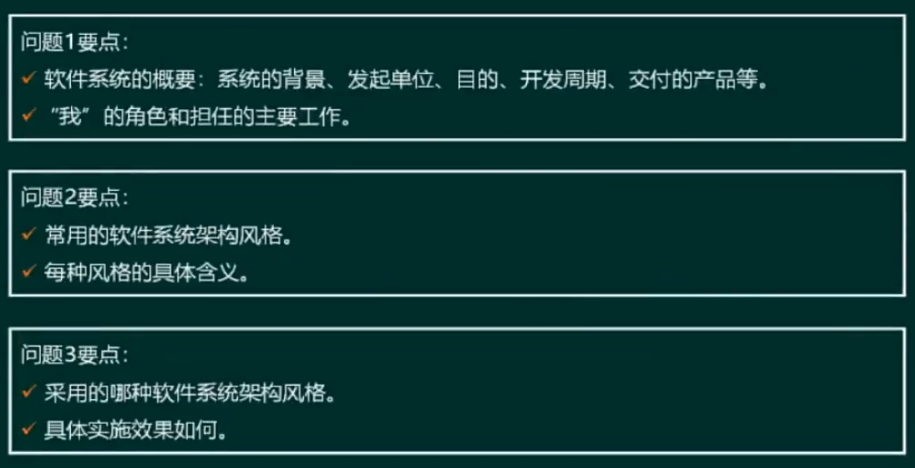 问题1要点：
✓ 软件系统的概要：系统的背景、发起单位、目的、开发周期、交付的产品等。
✓ “我”的角色和担任的主要工作。
问题2要点：
✓ 常用的软件系统架构风格。
✓ 每种风格的具体含义。
问题3要点：
✓ 采用的哪种软件系统架构风格。
✓ 具体实施效果如何。